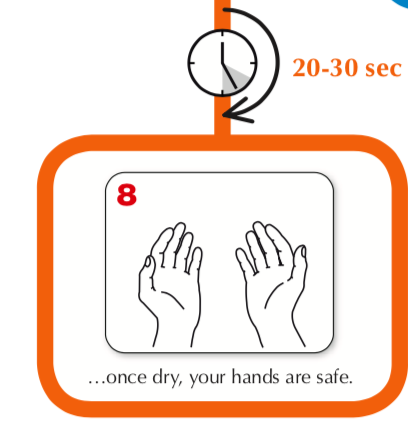 20-30 sec
8
...once dry, your hands are safe.